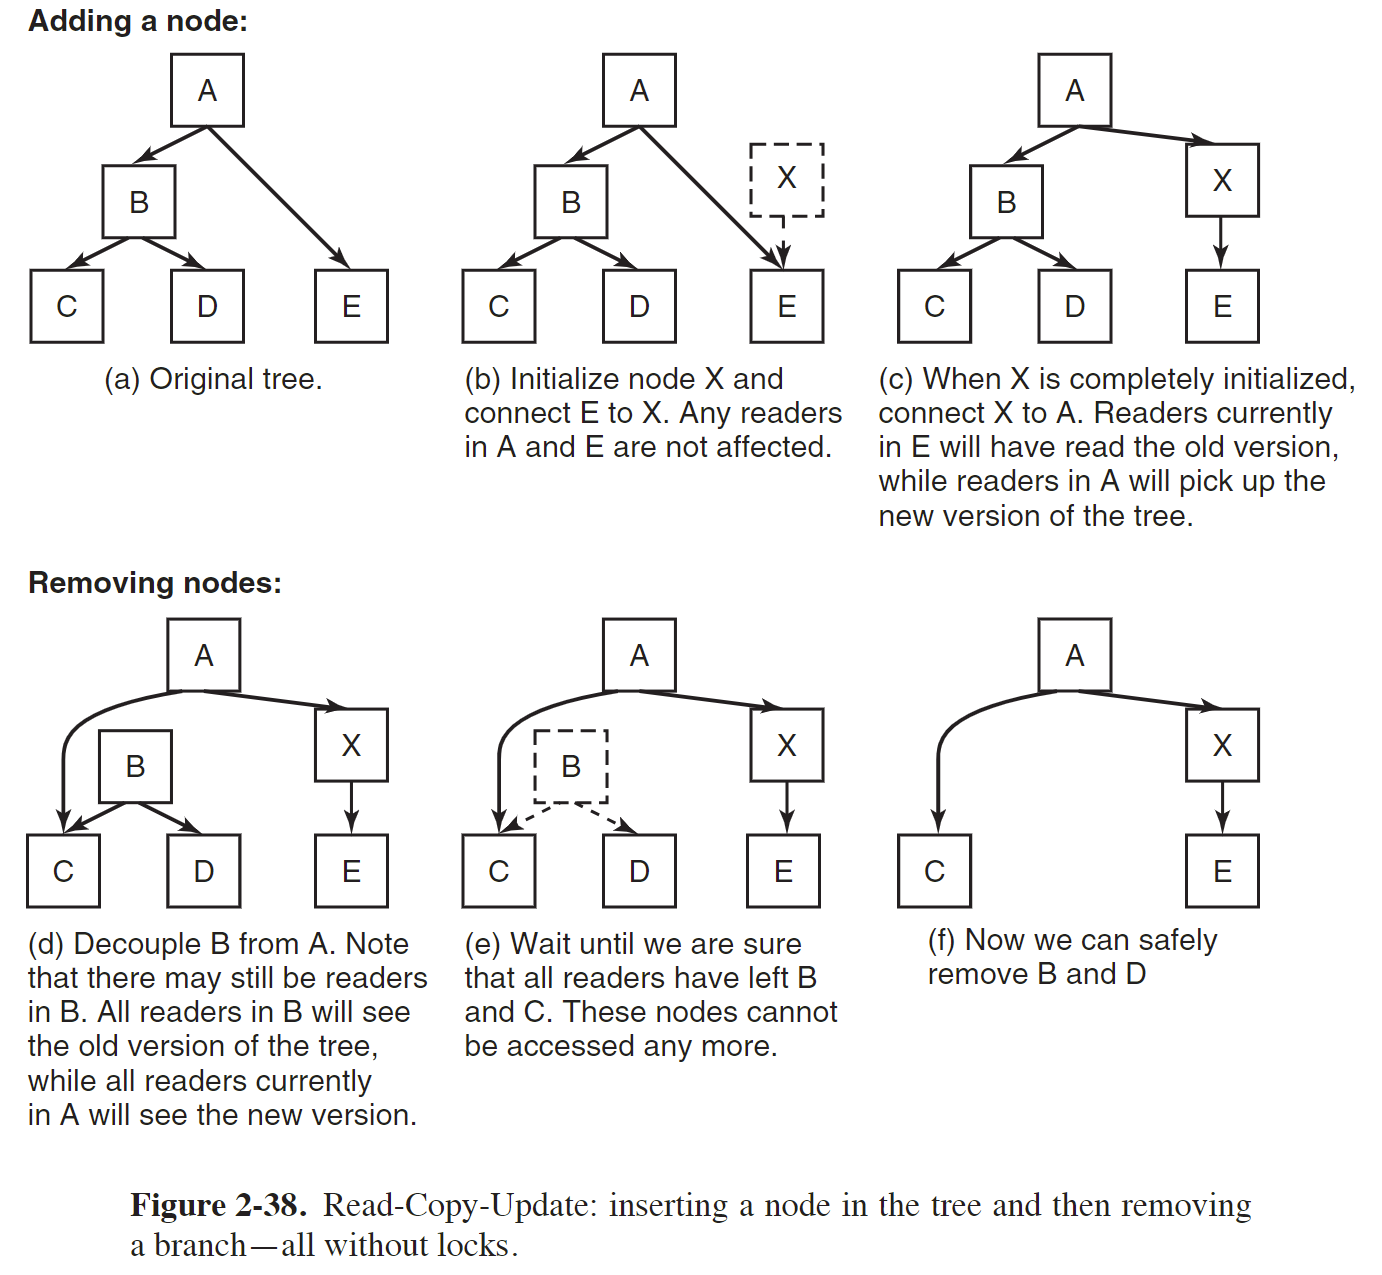 Adding a node:
A
A
A
X
X
B
B
B
C
D
E
C
D
E
C
D
E
(a) Original tree.
(b) Initialize node X and
connect E to X. Any readers
in A and E are not affected.
(c) When X is completely initialized,
connect X to A. Readers currently
in E will have read the old version,
while readers in A will pick up the
new version of the tree.
Removing nodes:
A
A
A
X
X
X
B
B
C
D
E
C
D
E
C
E
(d) Decouple B from A. Note
that there may still be readers
in B. All readers in B will see
the old version of the tree,
while all readers currently
in A will see the new version.
(e) Wait until we are sure
that all readers have left B
and C. These nodes cannot
be accessed any more.
(f) Now we can safely
remove B and D
Figure 2-38. Read-Copy-Update: inserting a node in the tree and then removing
a branch—all without locks.